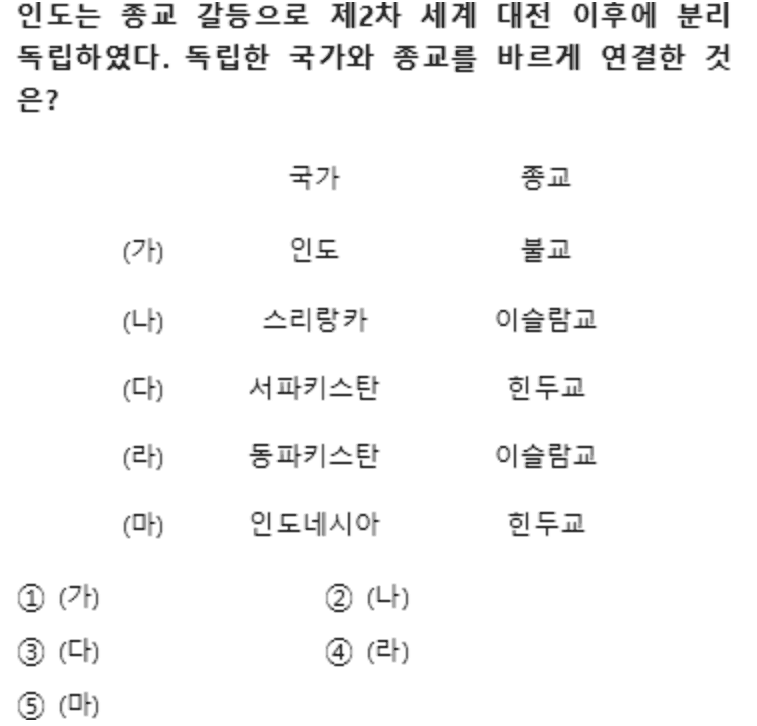 인도는 종교 갈등으로 제2차 세계 대전 이후에 분리
독립하였다. 독립한 국가와 종교를 바르게 연결한 것
은?
국가 종교
(가) 인도 불교
(나) 스리랑카 이슬람교
(다) 서파키스탄 힌두교
(라) 동파키스탄 이슬람교
(마) 인도네시아 힌두교
① (가) ② (나)
③ (다) ④ (라)
⑤ (마)